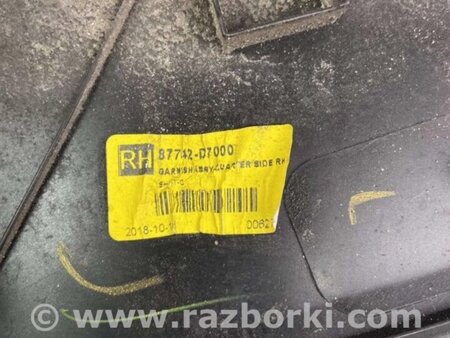 RH 87742-D7000
GARNISH ASSY-QUARTER SIDE RH
2018-10-1
0062
© www.razborki.com